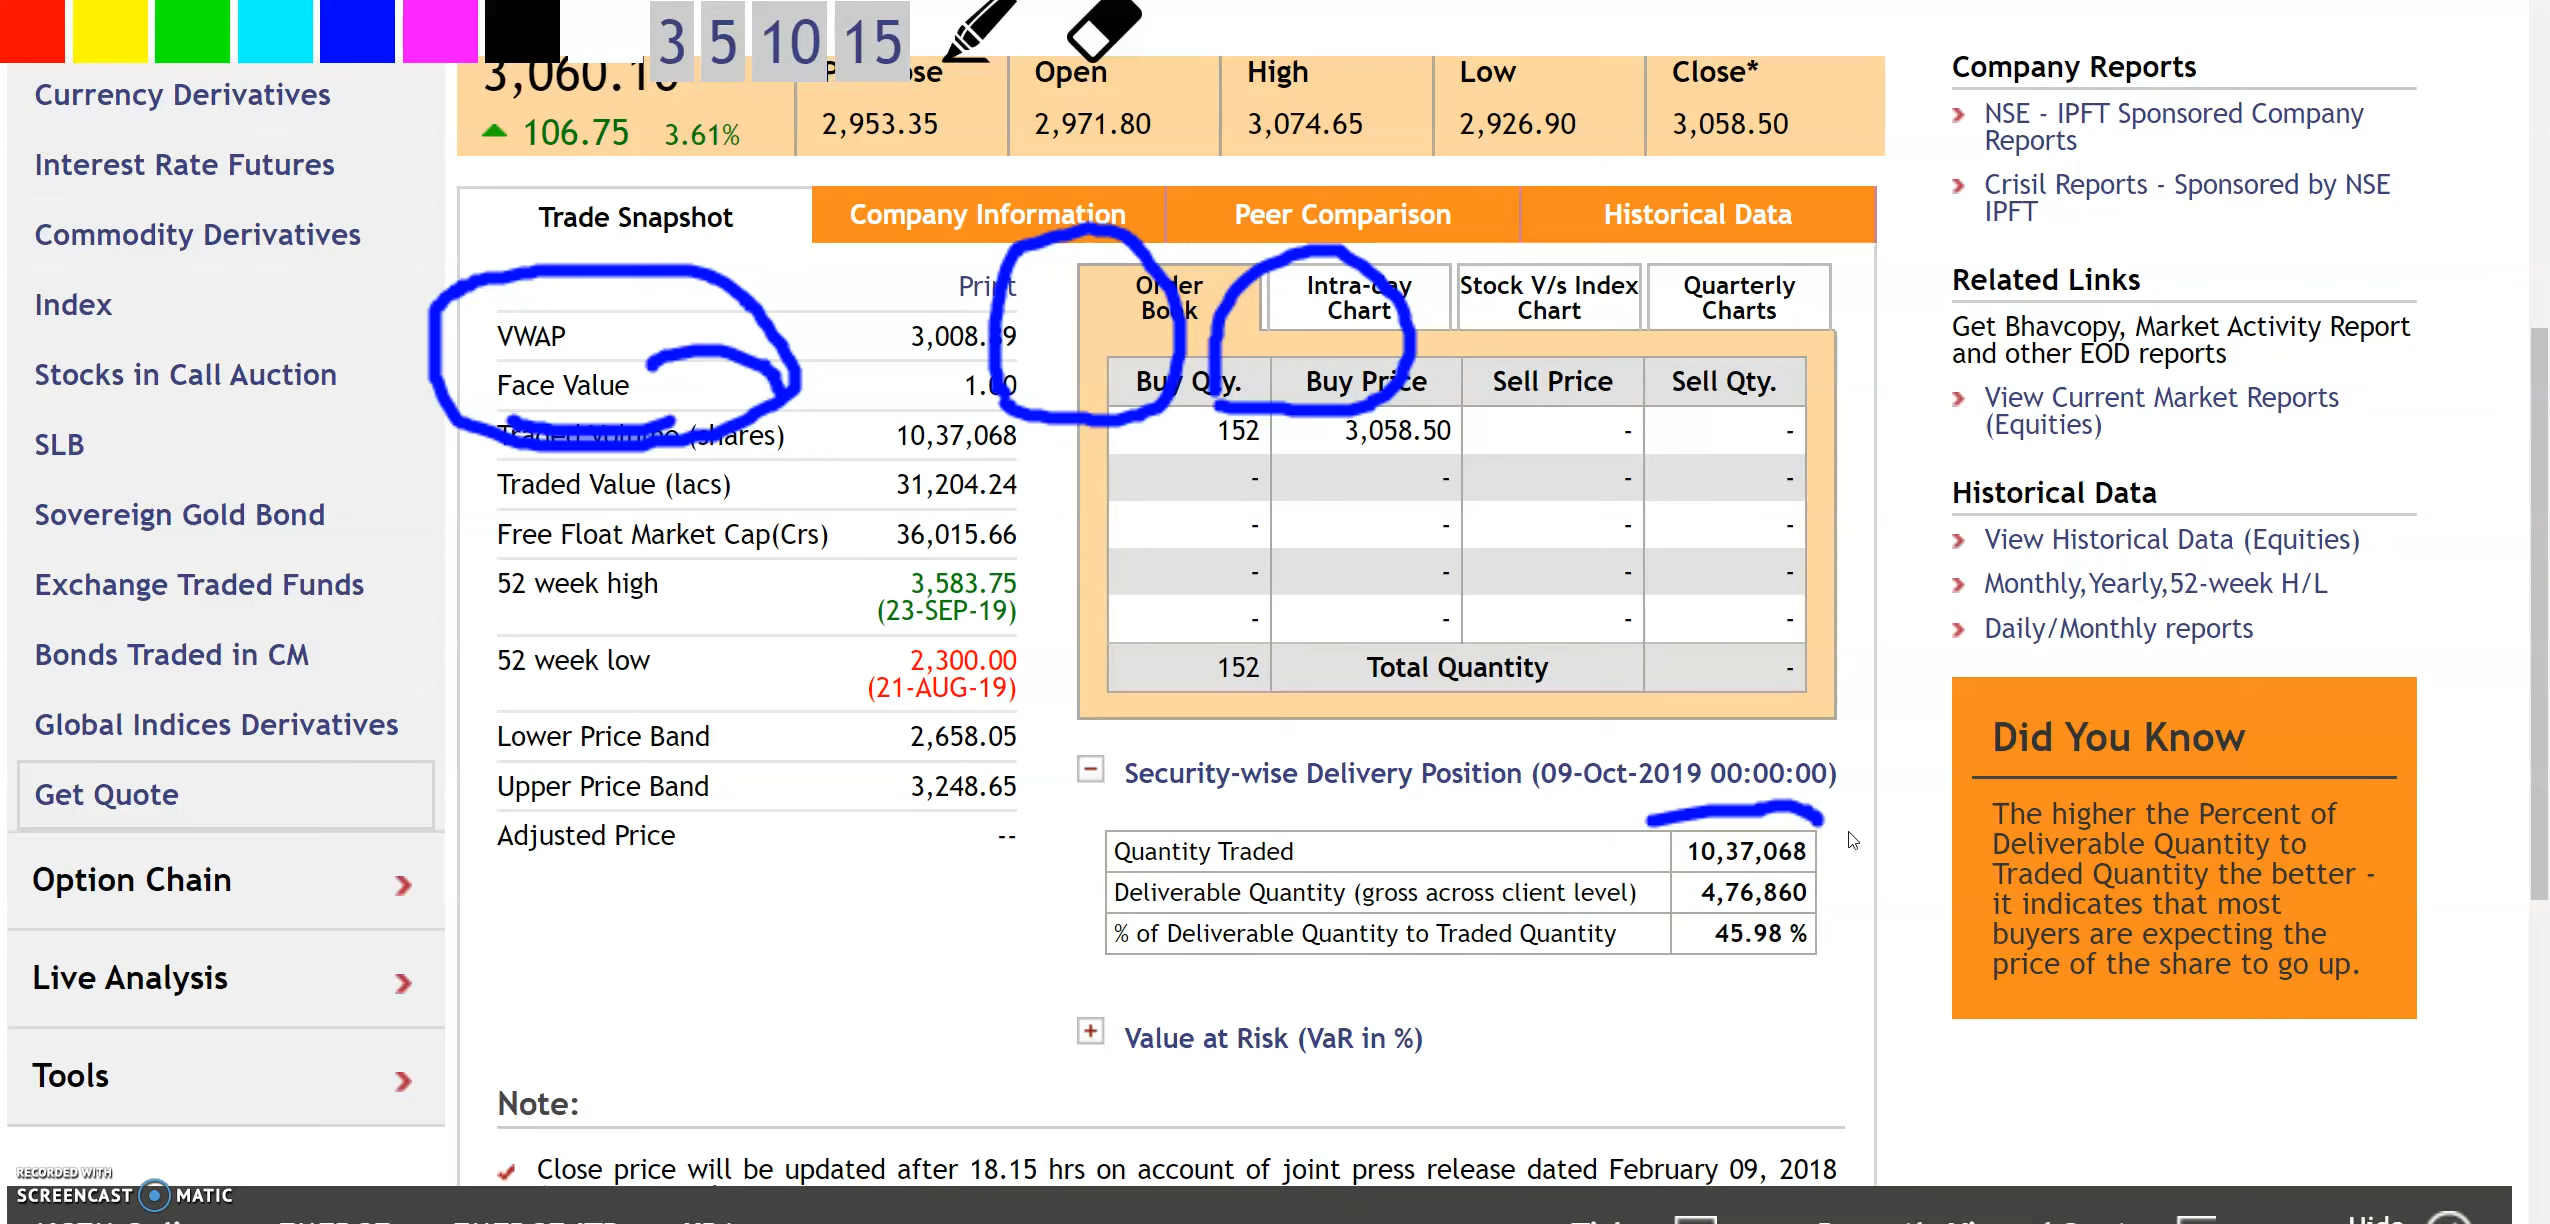 3 5 10 15
Open High Low Close*
2,953.35 2,971.80 3,074.65 2,926.90 3,058.50
106.75 3.61%
Currency Derivatives
Interest Rate Futures
Commodity Derivatives
Index
Stocks in Call Auction
SLB
Sovereign Gold Bond
Exchange Traded Funds
Bonds Traded in CM
Global Indices Derivatives
Get Quote
Option Chain
Live Analysis
Tools
Trade Snapshot Company Information Peer Comparison Historical Data
Print
VWAP
Face Value 1.00
Traded Volume (shares) 10,37,068
Traded Value (lacs) 31,204.24
Free Float Market Cap(Crs) 36,015.66
52 week high 3,583.75
(23-SEP-19)
52 week low 2,300.00
(21-AUG-19)
Lower Price Band 2,658.05
Upper Price Band 3,248.65
Adjusted Price --
Order
Book
Intra-day
Chart
Stock V/s Index
Chart
Quarterly
Charts
Buy Qty. Buy Price Sell Price Sell Qty.
152 3,058.50 - -
- - - -
- - - -
- - - -
- - - -
152 Total Quantity -
Security-wise Delivery Position (09-Oct-2019 00:00:00)
Quantity Traded 10,37,068
Deliverable Quantity (gross across client level) 4,76,860
% of Deliverable Quantity to Traded Quantity 45.98 %
Value at Risk (VaR in %)
Note:
Close price will be updated after 18.15 hrs on account of joint press release dated February 09, 2018
Company Reports
NSE - IPFT Sponsored Company
Reports
Crisil Reports - Sponsored by NSE
IPFT
Related Links
Get Bhavcopy, Market Activity Report
and other EOD reports
View Current Market Reports
(Equities)
Historical Data
View Historical Data (Equities)
Monthly,Yearly,52-week H/L
Daily/Monthly reports
Did You Know
The higher the Percent of
Deliverable Quantity to
Traded Quantity the better -
it indicates that most
buyers are expecting the
price of the share to go up.
RECORDED WITH
SCREENCAST MATIC